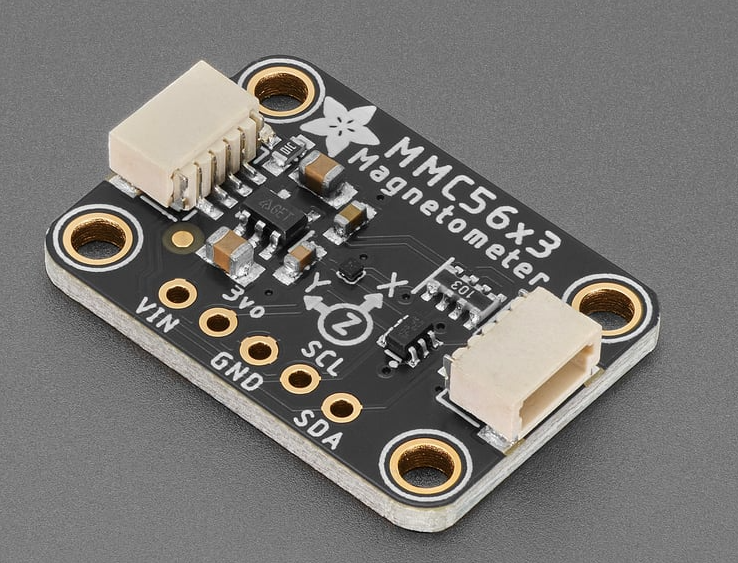 MMC56x3
Magnetometer
VIN
3vo
GND
SCL
SDA
Y
X
Z
103